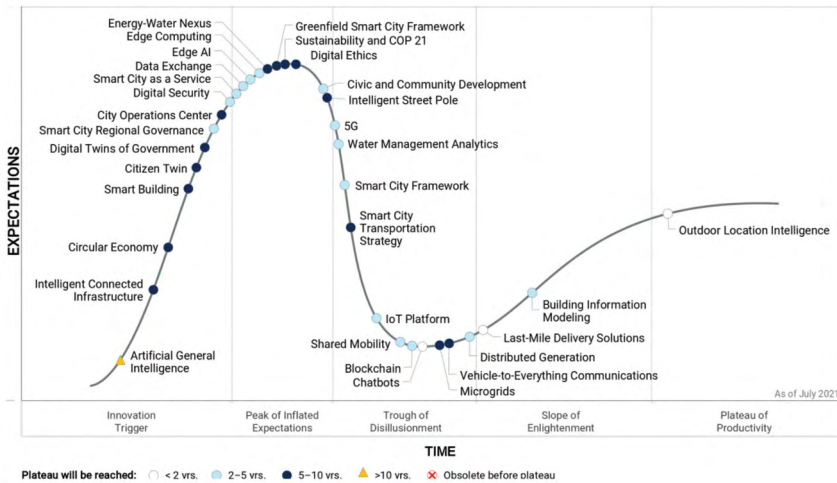 Energy-Water Nexus
Edge Computing
Edge AI
Data Exchange
Smart City as a Service
Digital Security
City Operations Center
Smart City Regional Governance
Digital Twins of Government
Citizen Twin
Smart Building
Circular Economy
Intelligent Connected
Infrastructure
Artificial General
Intelligence
Greenfield Smart City Framework
Sustainability and COP 21
Digital Ethics
Civic and Community Development
Intelligent Street Pole
5G
Water Management Analytics
Smart City Framework
Smart City
Transportation
Strategy
IoT Platform
Shared Mobility
Blockchain
Chatbots
Microgrids
Vehicle-to-Everything Communications
Distributed Generation
Last-Mile Delivery Solutions
Building Information
Modeling
Outdoor Location Intelligence
As of July 2021
EXPECTATIONS
Innovation
Trigger
Peak of Inflated
Expectations
Trough of
Disillusionment
Slope of
Enlightenment
Plateau of
Productivity
TIME
Plateau will be reached: < 2 yrs. 2–5 yrs. 5–10 yrs. >10 yrs. Obsolete before plateau